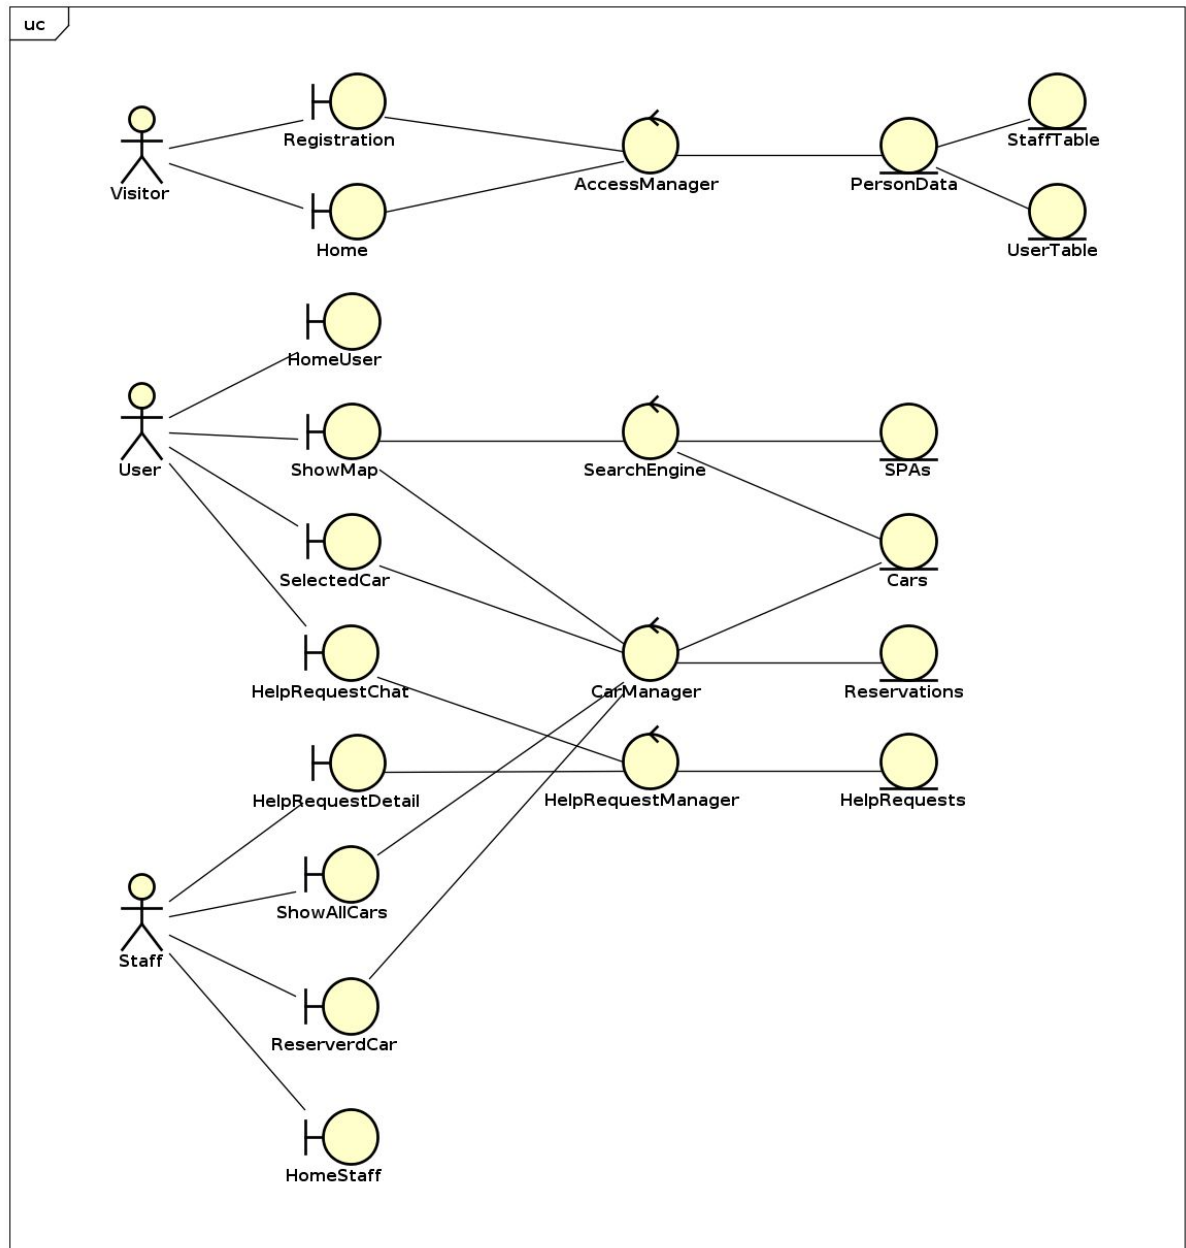 uc
Registration
StaffTable
Visitor
AccessManager
PersonData
Home
UserTable
HomeUser
User
ShowMap
SearchEngine
SPAs
SelectedCar
Cars
HelpRequestChat
CarManager
Reservations
HelpRequestDetail
HelpRequestManager
HelpRequests
ShowAllCars
Staff
ReserverdCar
HomeStaff